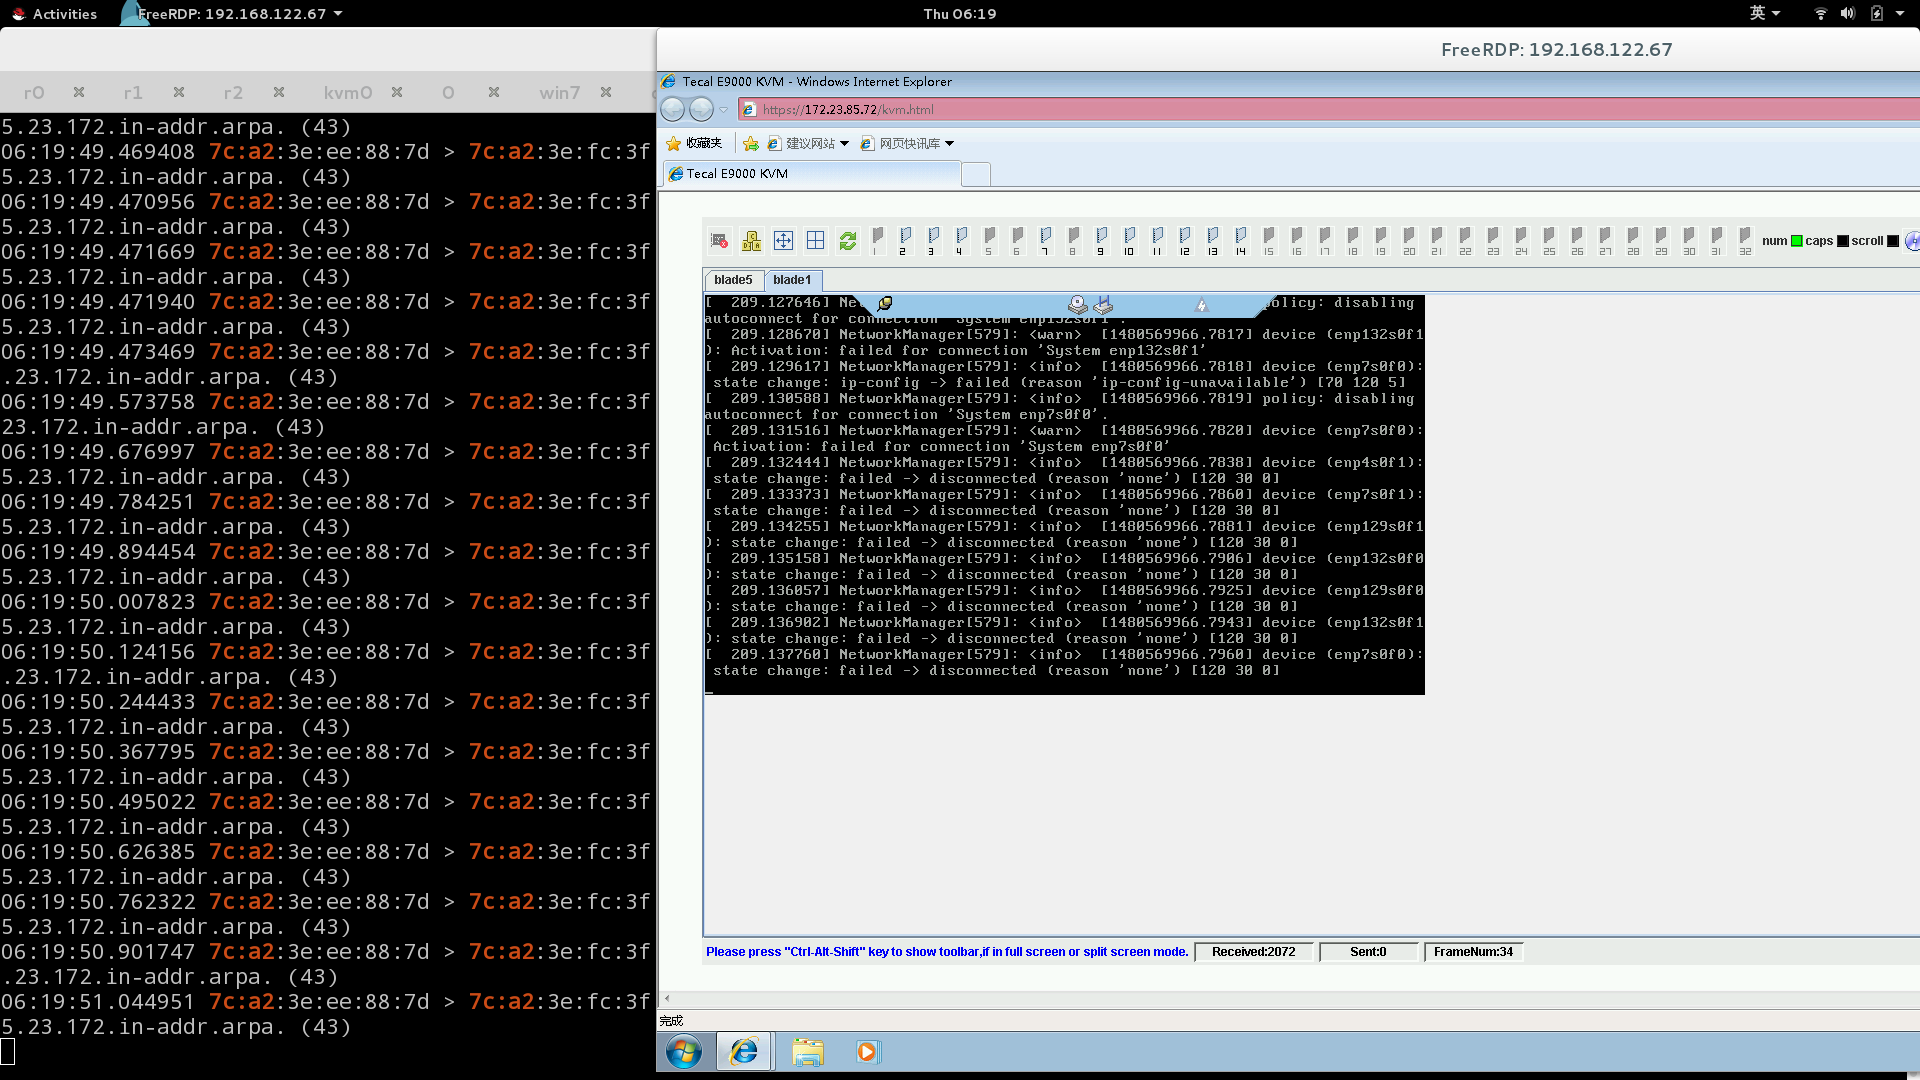 Activities
FreeRDP: 192.168.122.67
Thu 06:19
英
r0
r1
r2
kvm0
0
win7
5.23.172.in-addr.arpa. (43)
06:19:49.469408 7c:a2:3e:ee:88:7d > 7c:a2:3e:fc:3f
5.23.172.in-addr.arpa. (43)
06:19:49.470956 7c:a2:3e:ee:88:7d > 7c:a2:3e:fc:3f
5.23.172.in-addr.arpa. (43)
06:19:49.471669 7c:a2:3e:ee:88:7d > 7c:a2:3e:fc:3f
5.23.172.in-addr.arpa. (43)
06:19:49.471940 7c:a2:3e:ee:88:7d > 7c:a2:3e:fc:3f
5.23.172.in-addr.arpa. (43)
06:19:49.473469 7c:a2:3e:ee:88:7d > 7c:a2:3e:fc:3f
.23.172.in-addr.arpa. (43)
06:19:49.573758 7c:a2:3e:ee:88:7d > 7c:a2:3e:fc:3f
23.172.in-addr.arpa. (43)
06:19:49.676997 7c:a2:3e:ee:88:7d > 7c:a2:3e:fc:3f
5.23.172.in-addr.arpa. (43)
06:19:49.784251 7c:a2:3e:ee:88:7d > 7c:a2:3e:fc:3f
5.23.172.in-addr.arpa. (43)
06:19:49.894454 7c:a2:3e:ee:88:7d > 7c:a2:3e:fc:3f
5.23.172.in-addr.arpa. (43)
06:19:50.007823 7c:a2:3e:ee:88:7d > 7c:a2:3e:fc:3f
5.23.172.in-addr.arpa. (43)
06:19:50.124156 7c:a2:3e:ee:88:7d > 7c:a2:3e:fc:3f
.23.172.in-addr.arpa. (43)
06:19:50.244433 7c:a2:3e:ee:88:7d > 7c:a2:3e:fc:3f
5.23.172.in-addr.arpa. (43)
06:19:50.367795 7c:a2:3e:ee:88:7d > 7c:a2:3e:fc:3f
5.23.172.in-addr.arpa. (43)
06:19:50.495022 7c:a2:3e:ee:88:7d > 7c:a2:3e:fc:3f
5.23.172.in-addr.arpa. (43)
06:19:50.626385 7c:a2:3e:ee:88:7d > 7c:a2:3e:fc:3f
5.23.172.in-addr.arpa. (43)
06:19:50.762322 7c:a2:3e:ee:88:7d > 7c:a2:3e:fc:3f
5.23.172.in-addr.arpa. (43)
06:19:50.901747 7c:a2:3e:ee:88:7d > 7c:a2:3e:fc:3f
.23.172.in-addr.arpa. (43)
06:19:51.044951 7c:a2:3e:ee:88:7d > 7c:a2:3e:fc:3f
5.23.172.in-addr.arpa. (43)
FreeRDP: 192.168.122.67
Tecal E9000 KVM - Windows Internet Explorer
https://172.23.85.72/kvm.html
收藏夹 建议网站 网页快讯库
Tecal E9000 KVM
1 2 3 4 5 6 7 8 9 10 11 12 13 14 15 16 17 18 19 20 21 22 23 24 25 26 27 28 29 30 31 32
num caps scroll
blade5 blade1
[  209.127646] Ne policy: disabling
autoconnect for connection 'System enp132s0f1'.
[  209.128670] NetworkManager[579]: <warn>  [1480569966.7817] device (enp132s0f1
): Activation: failed for connection 'System enp132s0f1'
[  209.129617] NetworkManager[579]: <info>  [1480569966.7818] device (enp7s0f0):
state change: ip-config -> failed (reason 'ip-config-unavailable') [70 120 5]
[  209.130588] NetworkManager[579]: <info>  [1480569966.7819] policy: disabling
autoconnect for connection 'System enp7s0f0'.
[  209.131516] NetworkManager[579]: <warn>  [1480569966.7820] device (enp7s0f0):
Activation: failed for connection 'System enp7s0f0'
[  209.132444] NetworkManager[579]: <info>  [1480569966.7838] device (enp4s0f1):
state change: failed -> disconnected (reason 'none') [120 30 0]
[  209.133373] NetworkManager[579]: <info>  [1480569966.7860] device (enp7s0f1):
state change: failed -> disconnected (reason 'none') [120 30 0]
[  209.134255] NetworkManager[579]: <info>  [1480569966.7881] device (enp129s0f1
): state change: failed -> disconnected (reason 'none') [120 30 0]
[  209.135158] NetworkManager[579]: <info>  [1480569966.7906] device (enp132s0f0
): state change: failed -> disconnected (reason 'none') [120 30 0]
[  209.136057] NetworkManager[579]: <info>  [1480569966.7925] device (enp129s0f0
): state change: failed -> disconnected (reason 'none') [120 30 0]
[  209.136902] NetworkManager[579]: <info>  [1480569966.7943] device (enp132s0f1
): state change: failed -> disconnected (reason 'none') [120 30 0]
[  209.137760] NetworkManager[579]: <info>  [1480569966.7960] device (enp7s0f0):
state change: failed -> disconnected (reason 'none') [120 30 0]
Please press "Ctrl-Alt-Shift" key to show toolbar,if in full screen or split screen mode.
Received:2072
Sent:0
FrameNum:34
完成